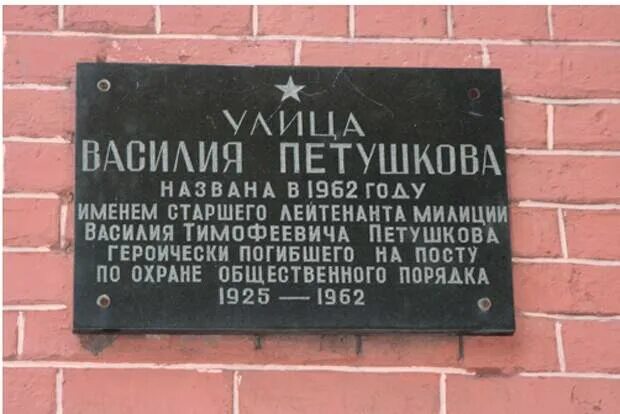 УЛИЦА
ВАСИЛИЯ ПЕТУШКОВА
НАЗВАНА В 1962 ГОДУ
ИМЕНЕМ СТАРШЕГО ЛЕЙТЕНАНТА МИЛИЦИИ
ВАСИЛИЯ ТИМОФЕЕВИЧА ПЕТУШКОВА
ГЕРОИЧЕСКИ ПОГИБШЕГО НА ПОСТУ
ПО ОХРАНЕ ОБЩЕСТВЕННОГО ПОРЯДКА
1925 — 1962